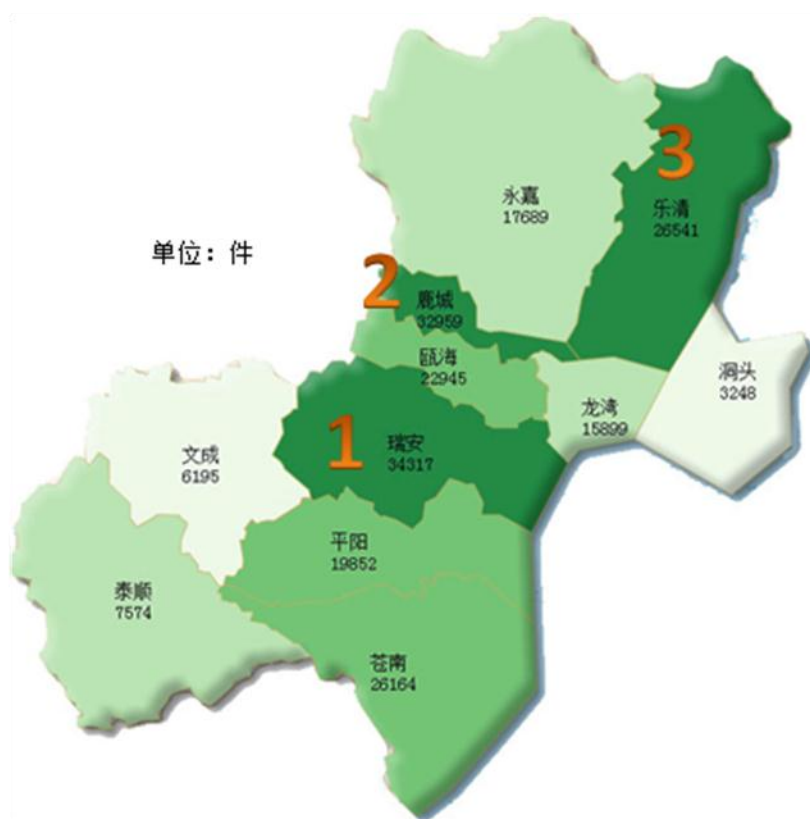 3
永嘉
17689
乐清
26541
单位：件
2
鹿城
32959
瓯海
22945
洞头
3248
龙湾
15899
1
瑞安
34317
文成
6195
平阳
19852
泰顺
7574
苍南
26164